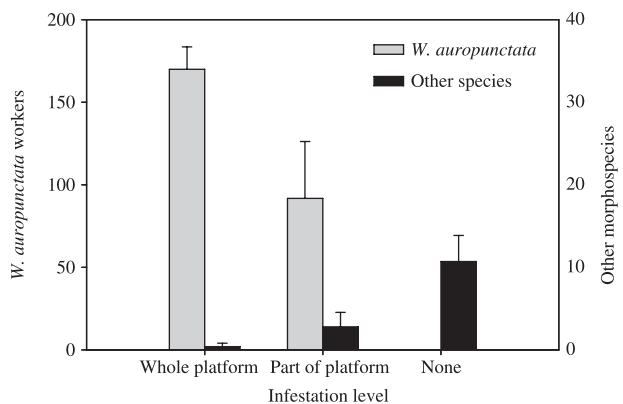 200
150
100
50
0
W. auropunctata workers
40
30
20
10
0
Other morphospecies
W. auropunctata
Other species
Whole platform Part of platform None
Infestation level